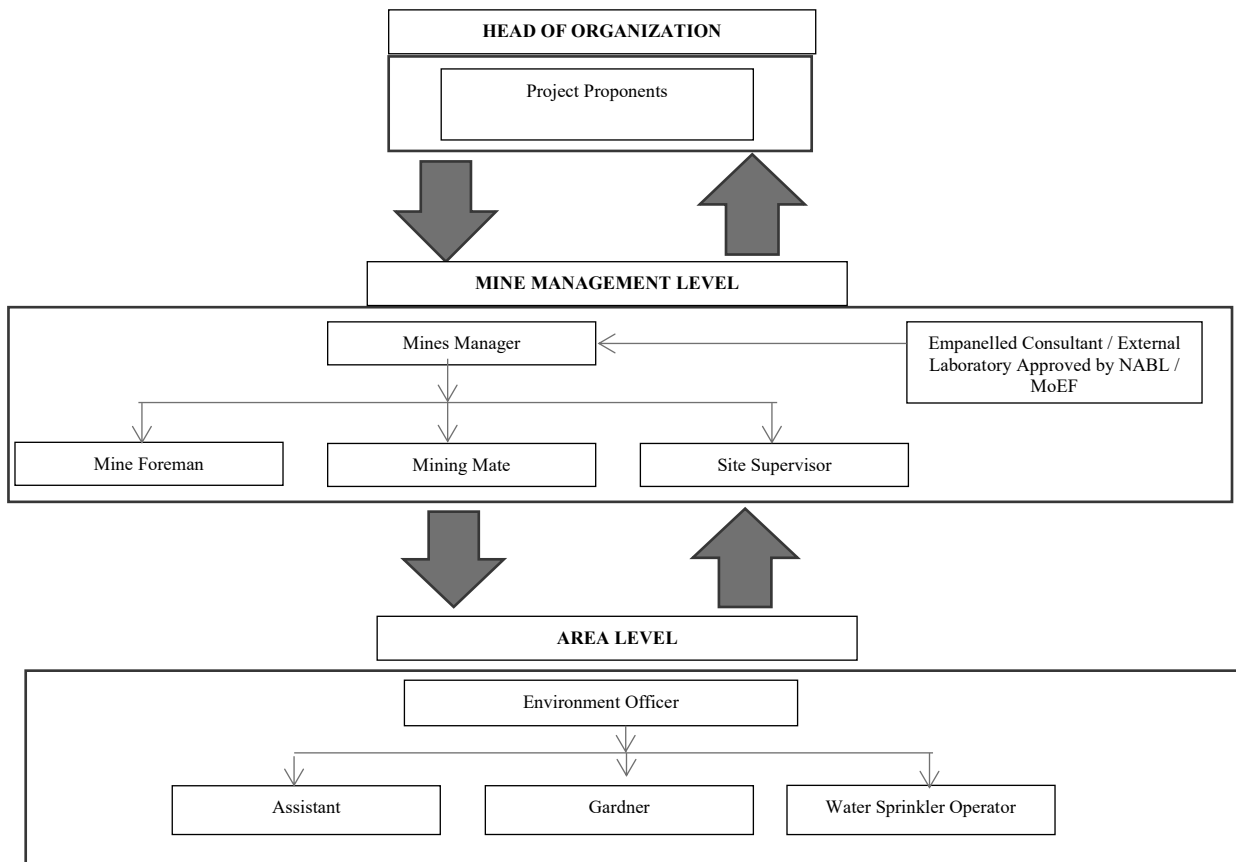 HEAD OF ORGANIZATION
Project Proponents
MINE MANAGEMENT LEVEL
Mines Manager
Empanelled Consultant / External
Laboratory Approved by NABL /
MoEF
Mine Foreman
Mining Mate
Site Supervisor
AREA LEVEL
Environment Officer
Assistant
Gardner
Water Sprinkler Operator